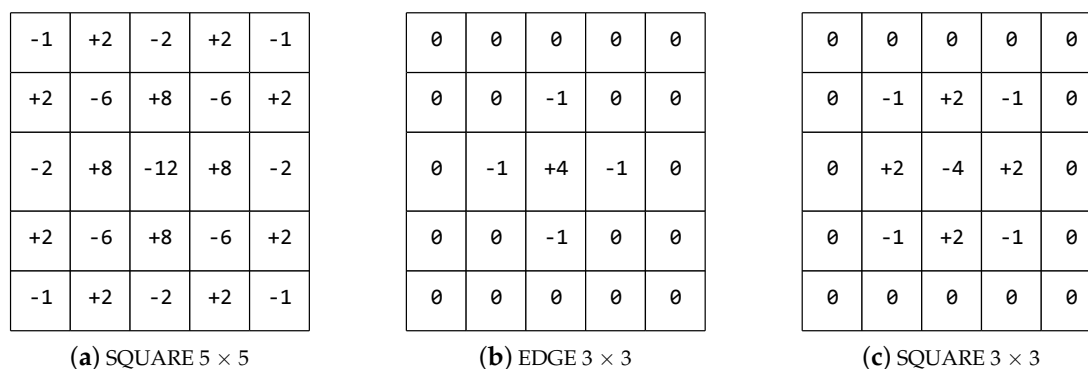 -1 +2 -2 +2 -1
+2 -6 +8 -6 +2
-2 +8 -12 +8 -2
+2 -6 +8 -6 +2
-1 +2 -2 +2 -1
(a) SQUARE 5 × 5
0 0 0 0 0
0 0 -1 0 0
0 -1 +4 -1 0
0 0 -1 0 0
0 0 0 0 0
(b) EDGE 3 × 3
0 0 0 0 0
0 -1 +2 -1 0
0 +2 -4 +2 0
0 -1 +2 -1 0
0 0 0 0 0
(c) SQUARE 3 × 3